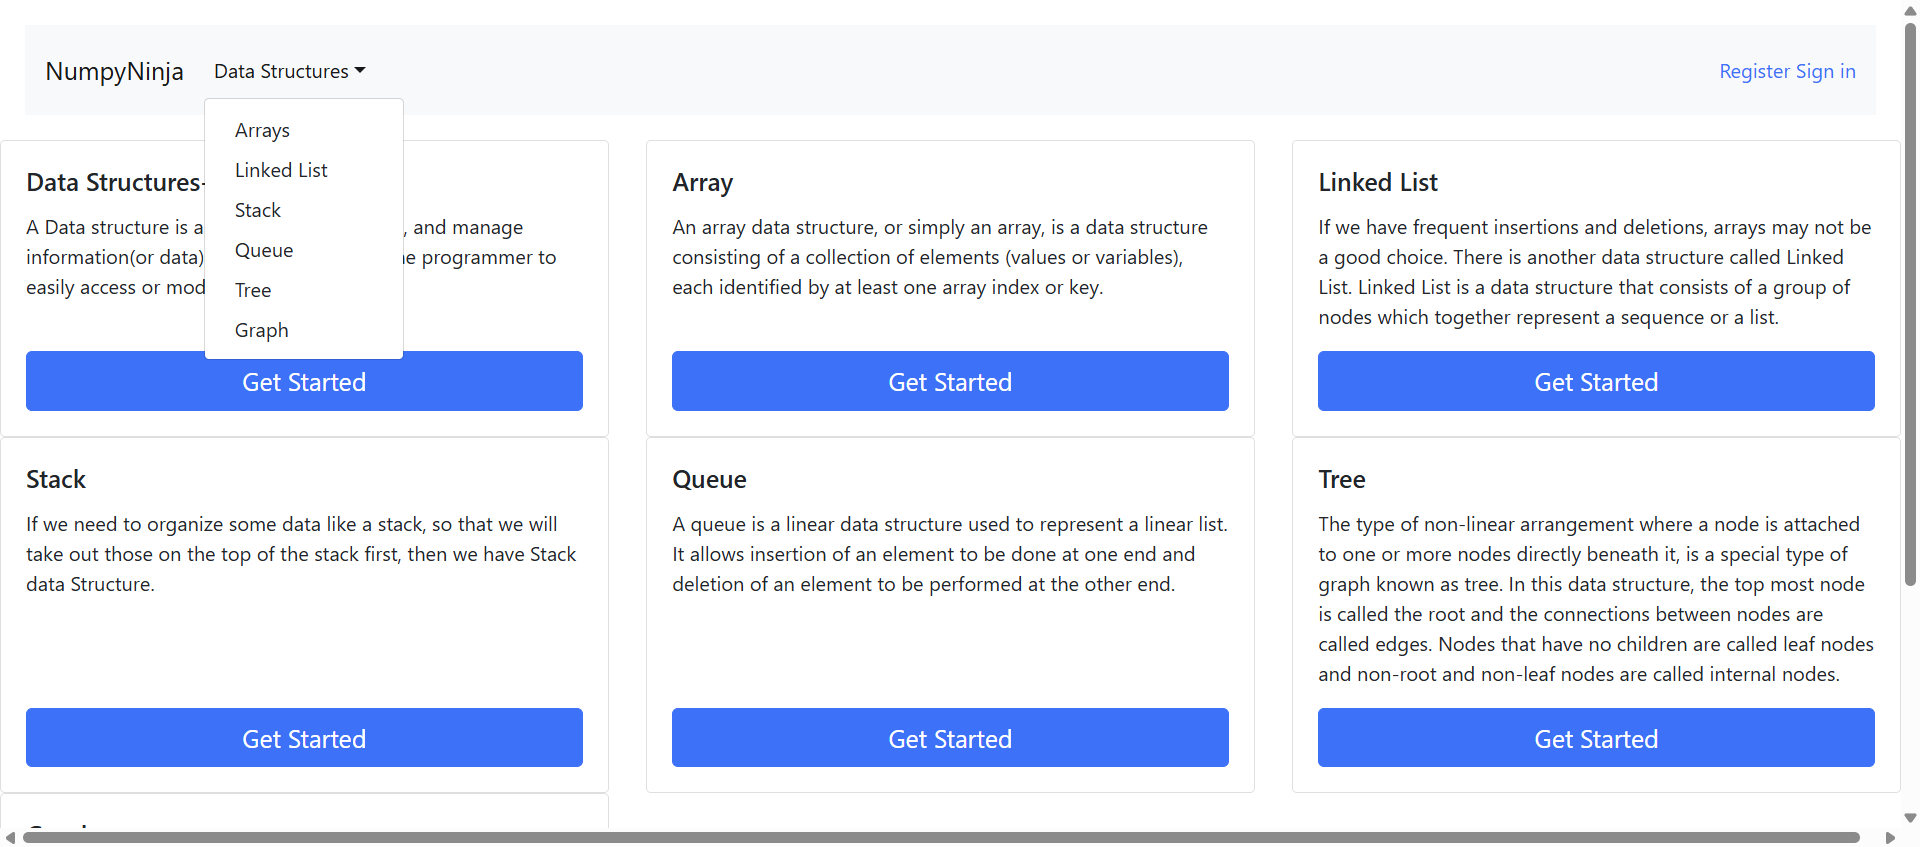 NumpyNinja
Data Structures
Register Sign in
Arrays
Linked List
Stack
Queue
Tree
Graph
Data Structures-
A Data structure is a , and manage
information(or data) programmer to
easily access or
Get Started
Array
An array data structure, or simply an array, is a data structure
consisting of a collection of elements (values or variables),
each identified by at least one array index or key.
Get Started
Linked List
If we have frequent insertions and deletions, arrays may not be
a good choice. There is another data structure called Linked
List. Linked List is a data structure that consists of a group of
nodes which together represent a sequence or a list.
Get Started
Stack
If we need to organize some data like a stack, so that we will
take out those on the top of the stack first, then we have Stack
data Structure.
Get Started
Queue
A queue is a linear data structure used to represent a linear list.
It allows insertion of an element to be done at one end and
deletion of an element to be performed at the other end.
Get Started
Tree
The type of non-linear arrangement where a node is attached
to one or more nodes directly beneath it, is a special type of
graph known as tree. In this data structure, the top most node
is called the root and the connections between nodes are
called edges. Nodes that have no children are called leaf nodes
and non-root and non-leaf nodes are called internal nodes.
Get Started